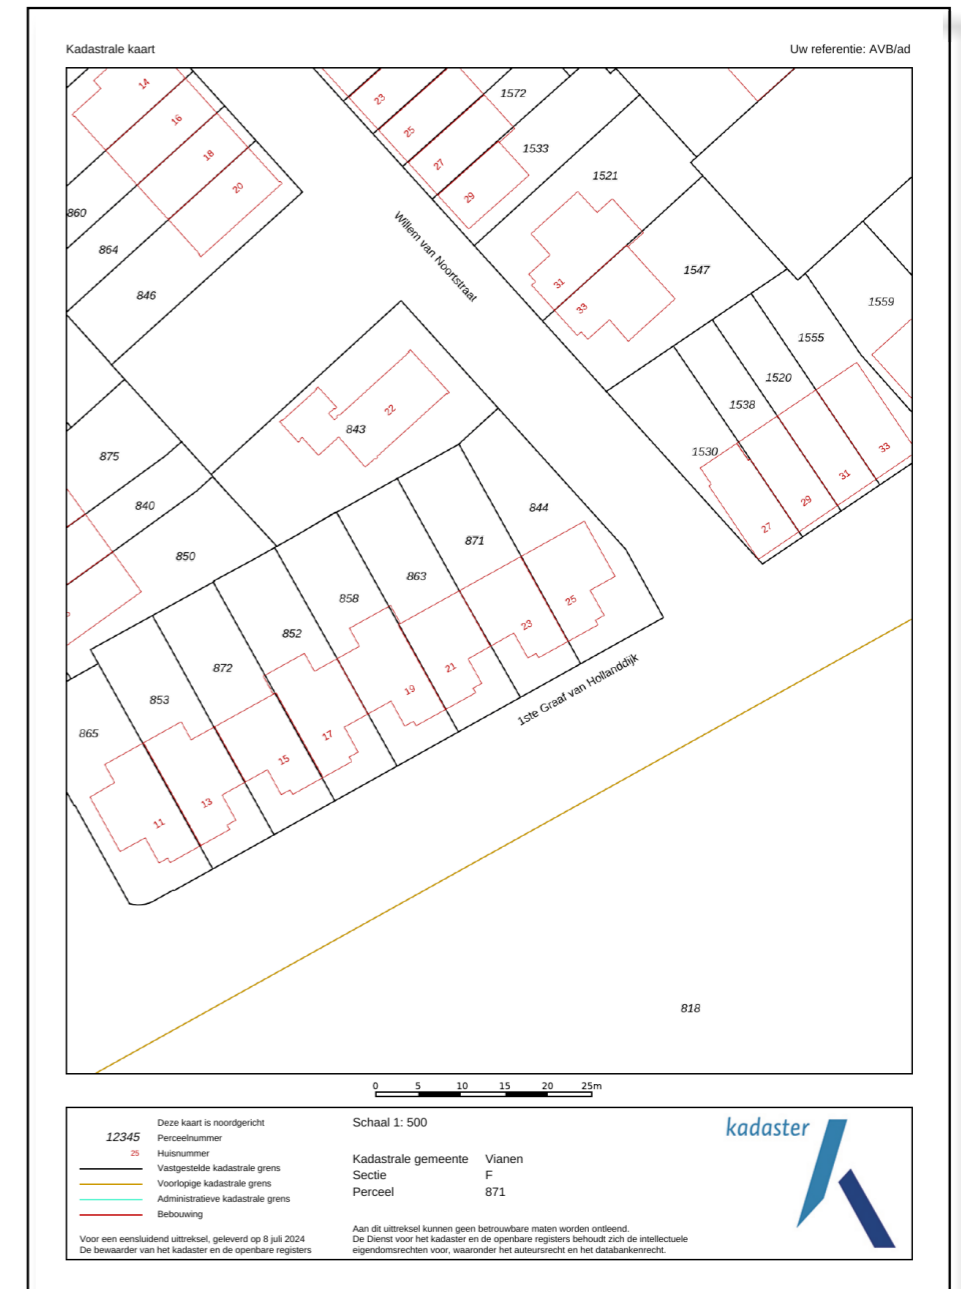 Kadastrale kaart
Uw referentie: AVB/ad
14
16
18
20
860
864
846
23
25
27
29
1572
1533
1521
31
33
1547
1559
1555
1520
1538
1530
27
29
31
33
Willem van Noortstraat
22
843
875
840
850
844
871
863
858
852
872
853
865
25
23
21
19
17
15
13
11
1ste Graaf van Hollanddijk
818
0 5 10 15 20 25m
Deze kaart is noordgericht
12345 Perceelnummer
25 Huisnummer
Vastgestelde kadastrale grens
Voorlopige kadastrale grens
Administratieve kadastrale grens
Bebouwing
Voor een eensluidend uittreksel, geleverd op 8 juli 2024
De bewaarder van het kadaster en de openbare registers
Schaal 1: 500
Kadastrale gemeente Vianen
Sectie F
Perceel 871
Aan dit uittreksel kunnen geen betrouwbare maten worden ontleend.
De Dienst voor het kadaster en de openbare registers behoudt zich de intellectuele
eigendomsrechten voor, waaronder het auteursrecht en het databankenrecht.
kadaster